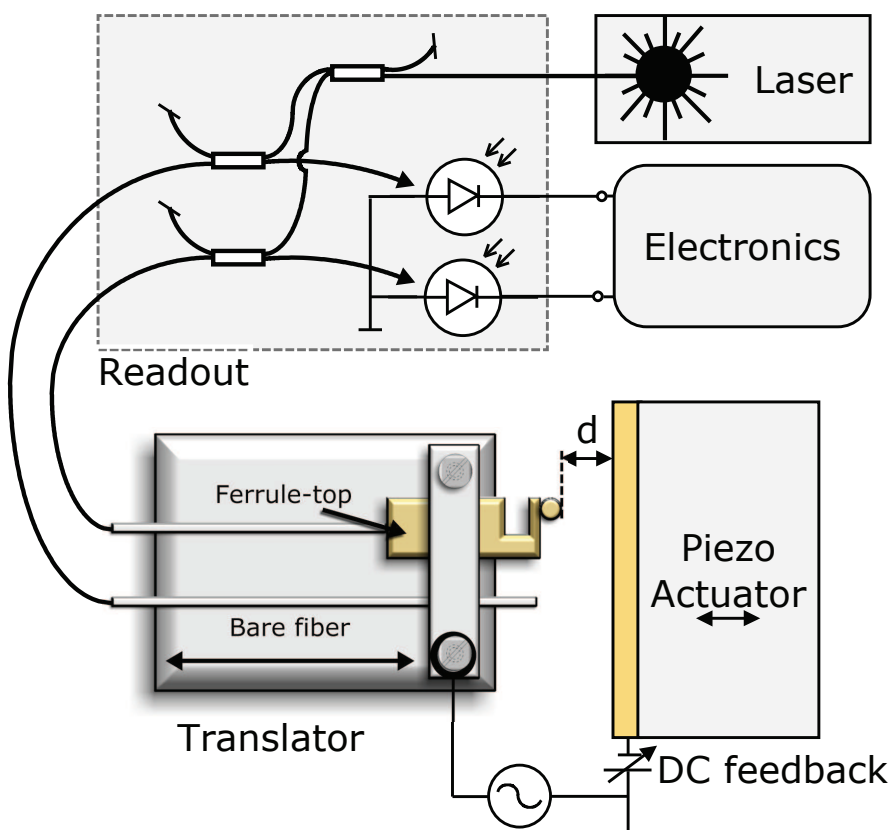 Laser
Electronics
Readout
d
Ferrule-top
Piezo
Actuator
Bare fiber
Translator
DC feedback